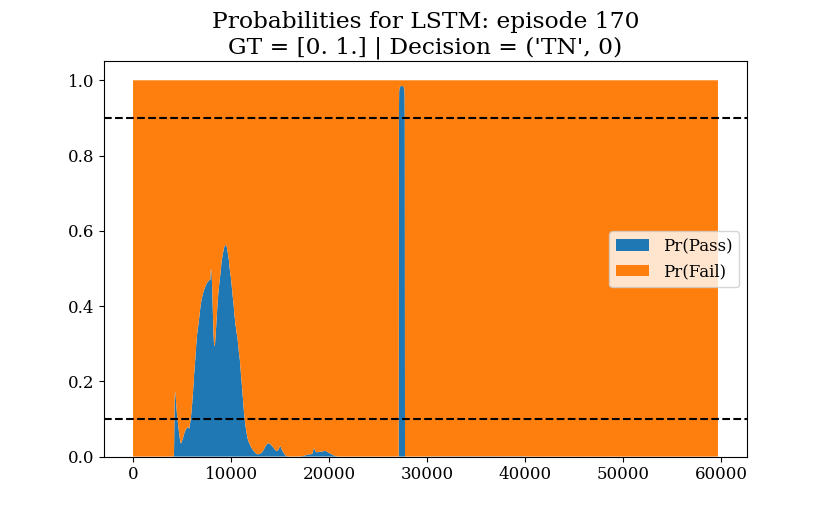 Probabilities for LSTM: episode 170
GT = [0. 1.] | Decision = ('TN', 0)
1.0
0.8
0.6
0.4
0.2
0.0
Pr(Pass)
Pr(Fail)
0 10000 20000 30000 40000 50000 60000